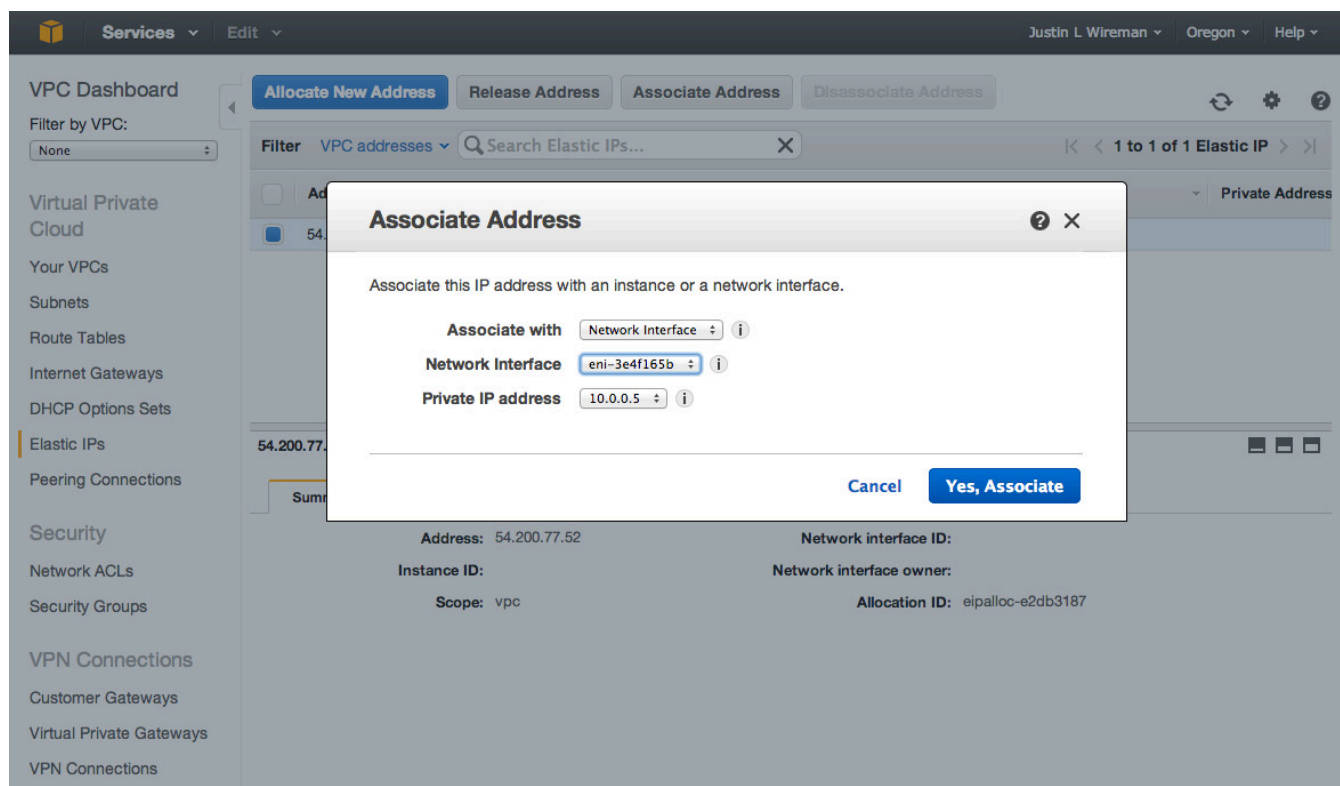 Services Edit Justin L Wireman Oregon Help
VPC Dashboard
Filter by VPC:
None
Virtual Private
Cloud
Your VPCs
Subnets
Route Tables
Internet Gateways
DHCP Options Sets
Elastic IPs
Peering Connections
Security
Network ACLs
Security Groups
VPN Connections
Customer Gateways
Virtual Private Gateways
VPN Connections
Allocate New Address Release Address Associate Address Disassociate Address
Filter VPC addresses Search Elastic IPs... 1 to 1 of 1 Elastic IP
Ad Private Address
54.
Associate Address
Associate this IP address with an instance or a network interface.
Associate with Network Interface
Network Interface eni-3e4f165b
Private IP address 10.0.0.5
Cancel Yes, Associate
54.200.77.
Summ
Address: 54.200.77.52 Network interface ID:
Instance ID: Network interface owner:
Scope: vpc Allocation ID: eipalloc-e2db3187